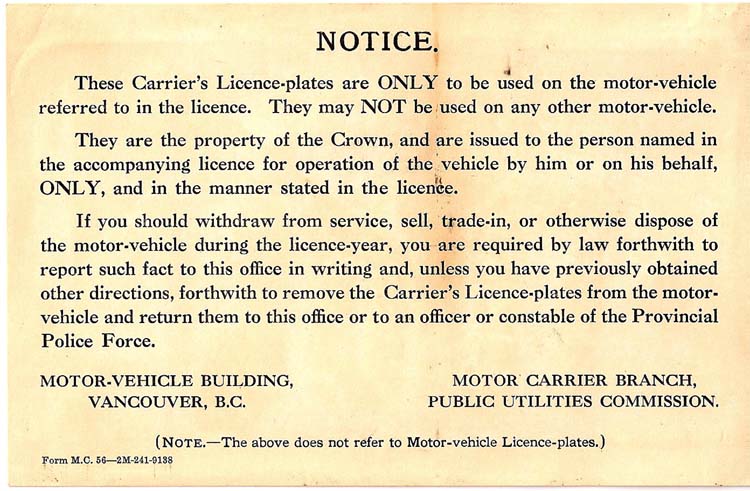 NOTICE.
These Carrier's Licence-plates are ONLY to be used on the motor-vehicle
referred to in the licence. They may NOT be used on any other motor-vehicle.
They are the property of the Crown, and are issued to the person named in
the accompanying licence for operation of the vehicle by him or on his behalf,
ONLY, and in the manner stated in the licence.
If you should withdraw from service, sell, trade-in, or otherwise dispose of
the motor-vehicle during the licence-year, you are required by law forthwith to
report such fact to this office in writing and, unless you have previously obtained
other directions, forthwith to remove the Carrier's Licence-plates from the motor-
vehicle and return them to this office or to an officer or constable of the Provincial
Police Force.
MOTOR-VEHICLE BUILDING,
VANCOUVER, B.C.
MOTOR CARRIER BRANCH,
PUBLIC UTILITIES COMMISSION.
(NOTE.—The above does not refer to Motor-vehicle Licence-plates.)
Form M.C. 56—2M-241-9138